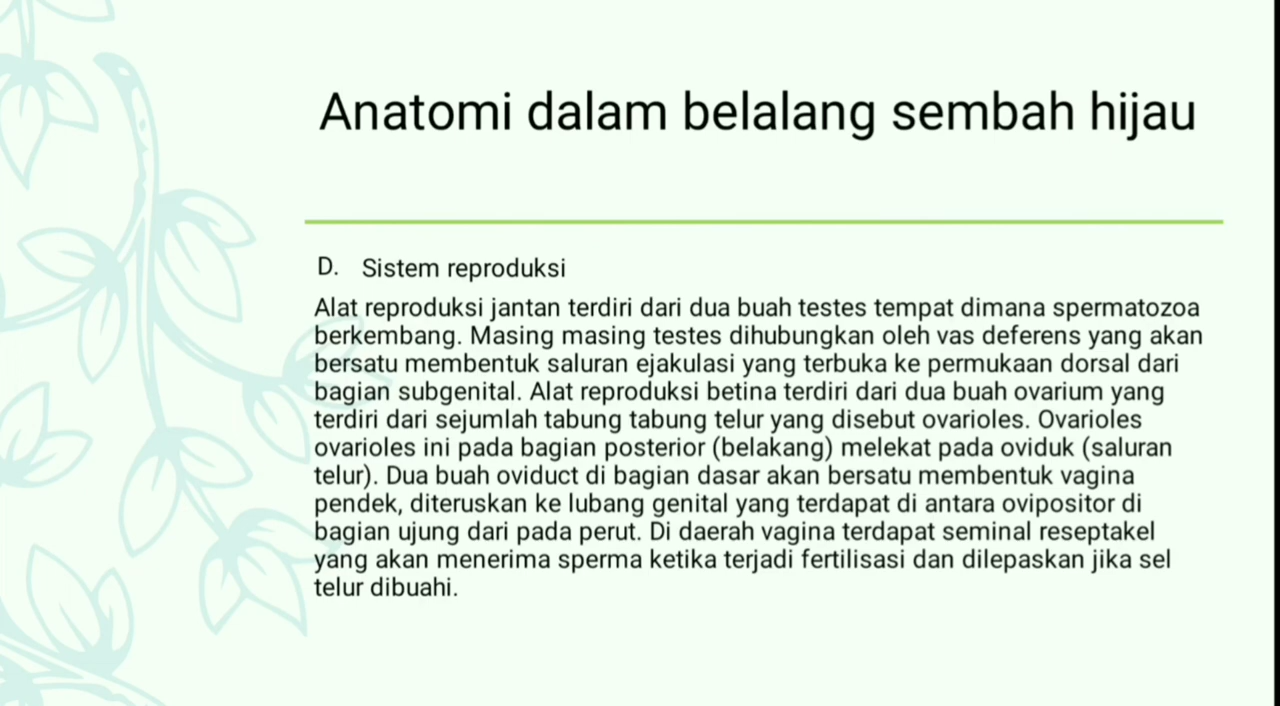 Anatomi dalam belalang sembah hijau
D. Sistem reproduksi
Alat reproduksi jantan terdiri dari dua buah testes tempat dimana spermatozoa
berkembang. Masing masing testes dihubungkan oleh vas deferens yang akan
bersatu membentuk saluran ejakulasi yang terbuka ke permukaan dorsal dari
bagian subgenital. Alat reproduksi betina terdiri dari dua buah ovarium yang
terdiri dari sejumlah tabung tabung telur yang disebut ovarioles. Ovarioles
ovarioles ini pada bagian posterior (belakang) melekat pada oviduk (saluran
telur). Dua buah oviduct di bagian dasar akan bersatu membentuk vagina
pendek, diteruskan ke lubang genital yang terdapat di antara ovipositor di
bagian ujung dari pada perut. Di daerah vagina terdapat seminal reseptakel
yang akan menerima sperma ketika terjadi fertilisasi dan dilepaskan jika sel
telur dibuahi.